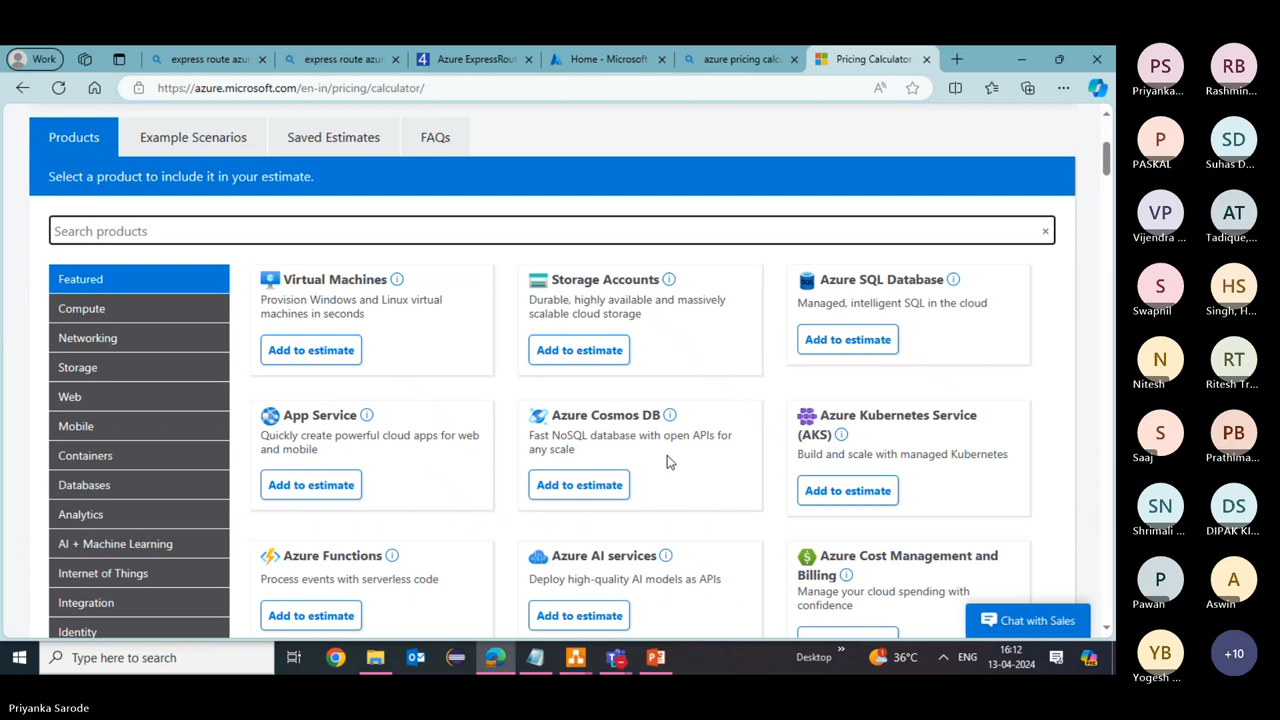 Work
express route azur
express route azur
4
Azure ExpressRout
Home - Microsoft
azure pricing calc
Pricing Calculator
https://azure.microsoft.com/en-in/pricing/calculator/
Products
Example Scenarios
Saved Estimates
FAQs
Select a product to include it in your estimate.
Search products
Featured
Compute
Networking
Storage
Web
Mobile
Containers
Databases
Analytics
AI + Machine Learning
Internet of Things
Integration
Identity
Virtual Machines
Provision Windows and Linux virtual
machines in seconds
Add to estimate
Storage Accounts
Durable, highly available and massively
scalable cloud storage
Add to estimate
Azure SQL Database
Managed, intelligent SQL in the cloud
Add to estimate
App Service
Quickly create powerful cloud apps for web
and mobile
Add to estimate
Azure Cosmos DB
Fast NoSQL database with open APIs for
any scale
Add to estimate
Azure Kubernetes Service
(AKS)
Build and scale with managed Kubernetes
Add to estimate
Azure Functions
Process events with serverless code
Add to estimate
Azure AI services
Deploy high-quality AI models as APIs
Add to estimate
Azure Cost Management and
Billing
Manage your cloud spending with
confidence
Chat with Sales
Type here to search
Desktop
36°C
ENG
16:12
13-04-2024
PS
Priyanka...
RB
Rashmin...
P
PASKAL
SD
Suhas D...
VP
Vijendra ...
AT
Tadique,...
S
Swapnil
HS
Singh, H...
N
Nitesh
RT
Ritesh Tr...
S
Saaj
PB
Prathima...
SN
Shrimali ...
DS
DIPAK KI...
P
Pawan
A
Aswin
YB
Yogesh ...
+10
Priyanka Sarode